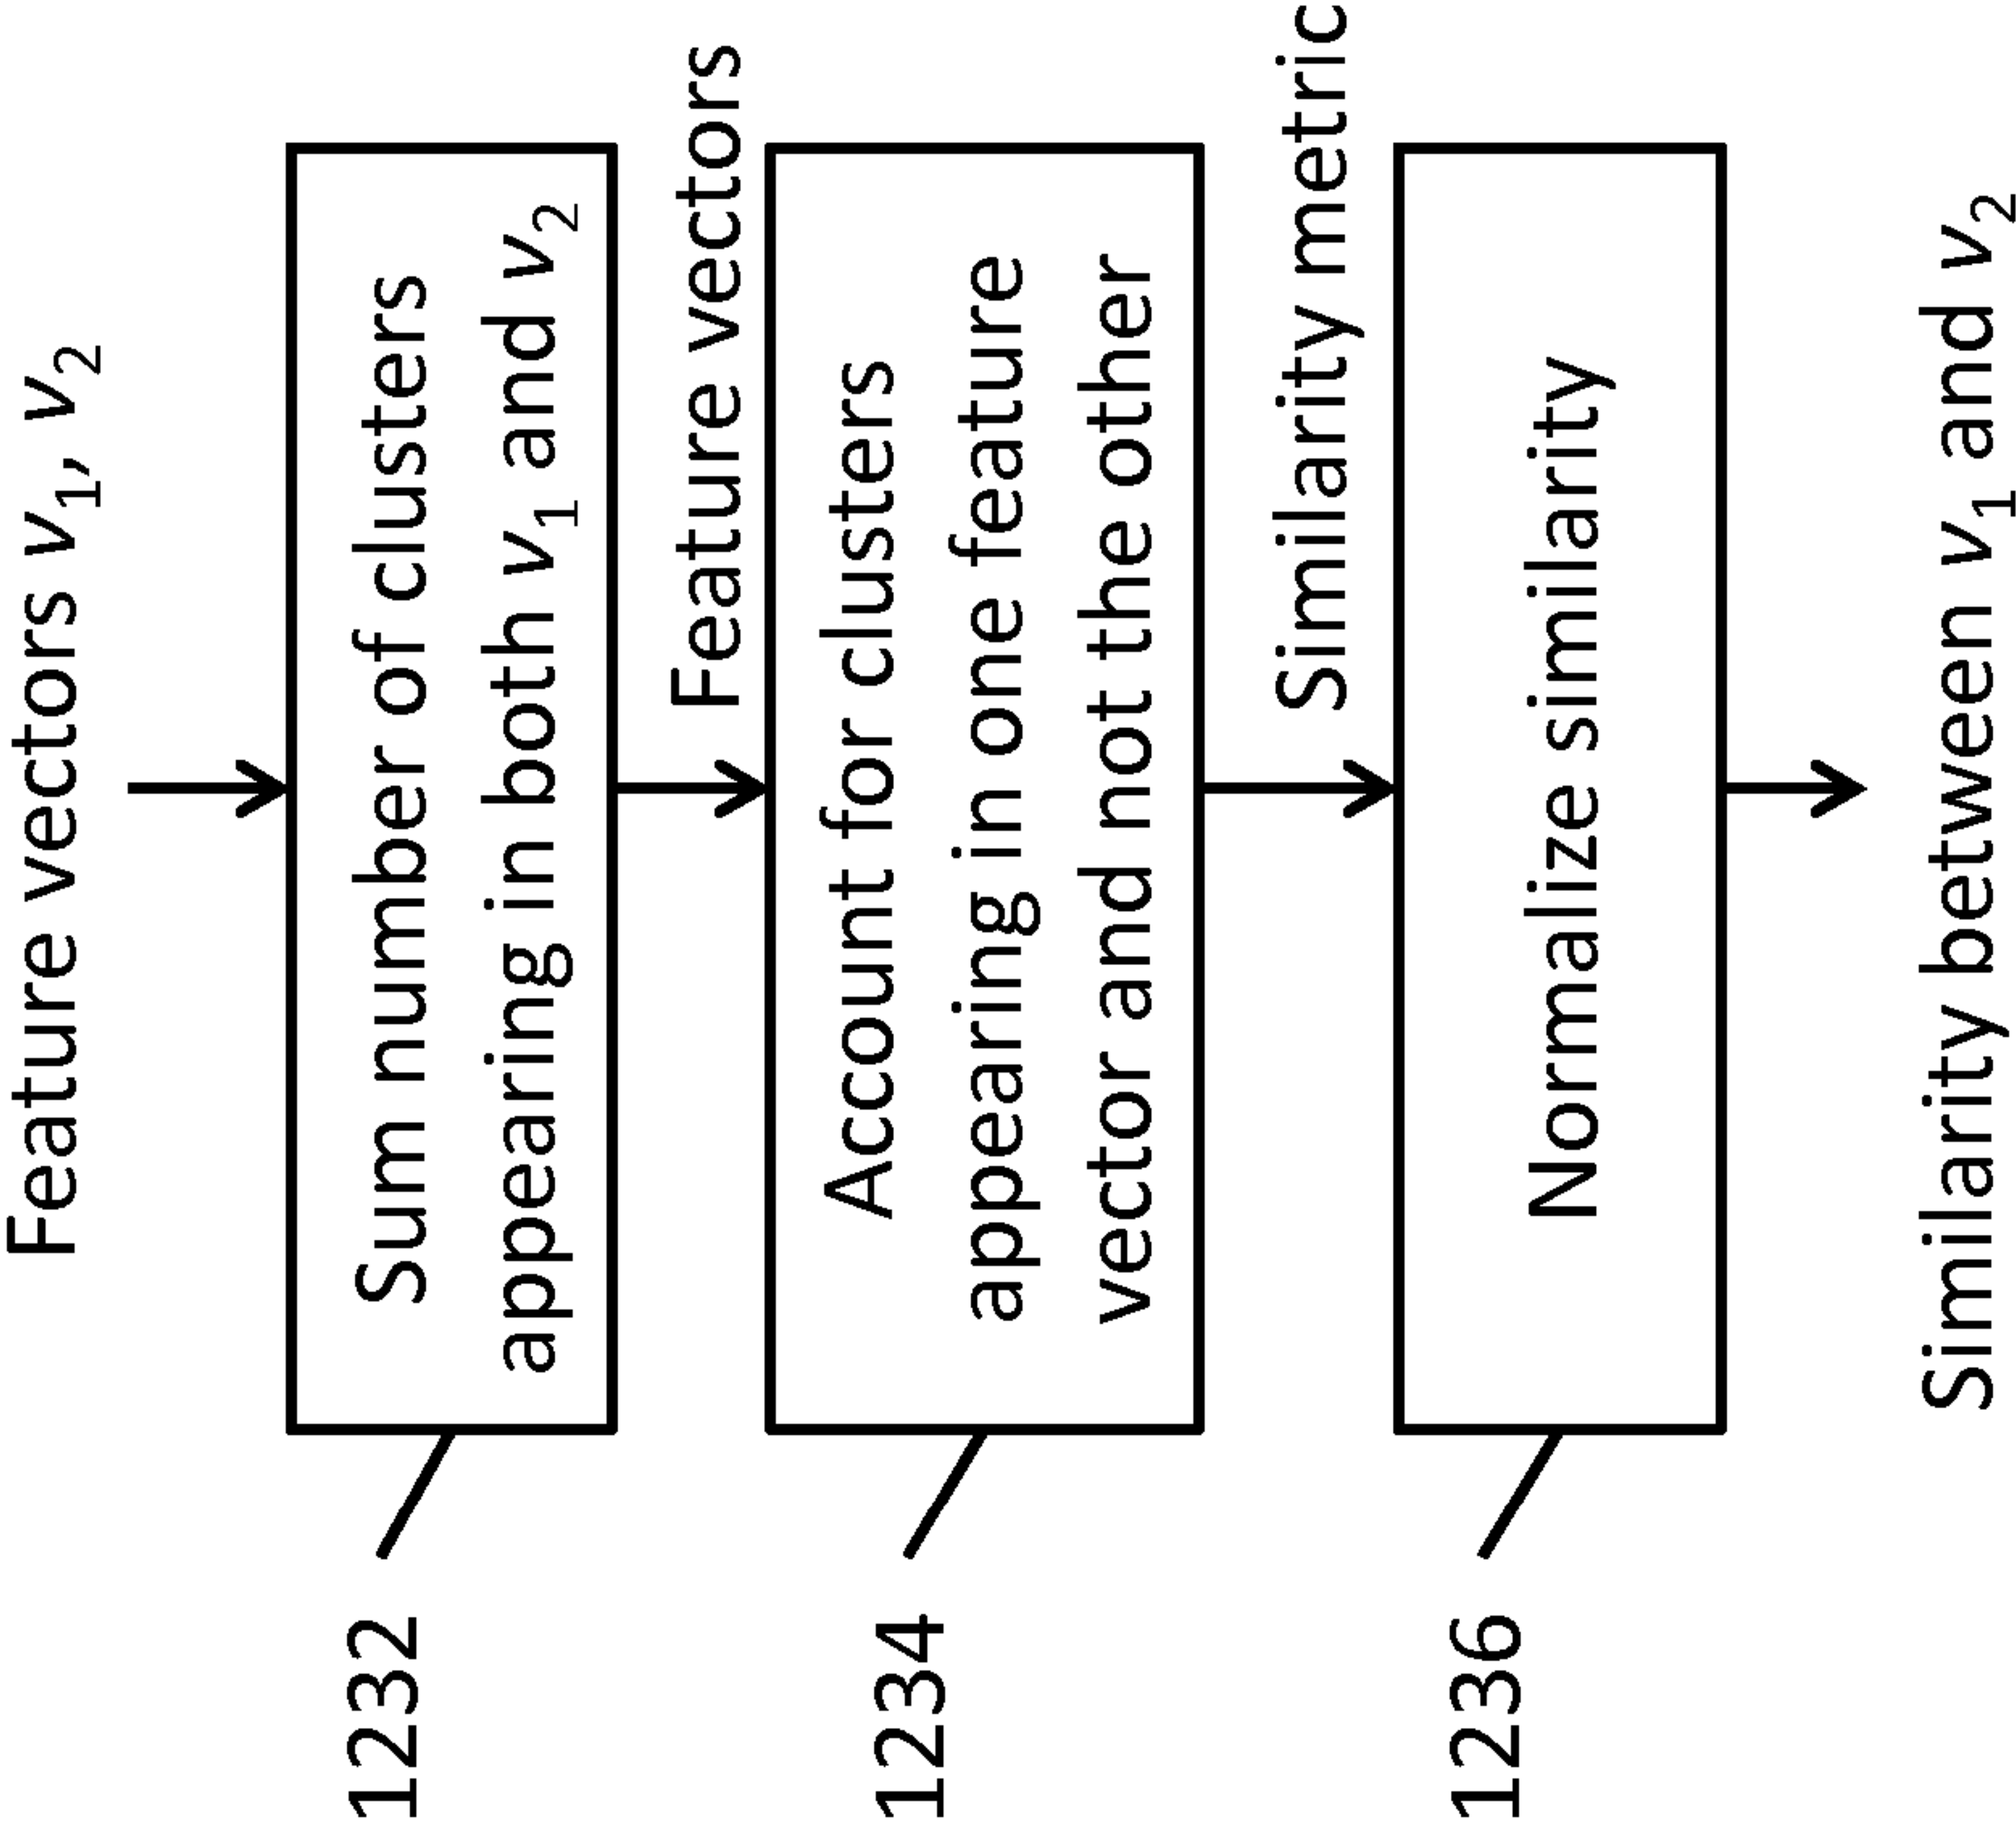 Feature vectors v₁, v₂
1232
Sum number of clusters
appearing in both v₁ and v₂
Feature vectors
1234
Account for clusters
appearing in one feature
vector and not the other
Similarity metric
1236
Normalize similarity
Similarity between v₁ and v₂